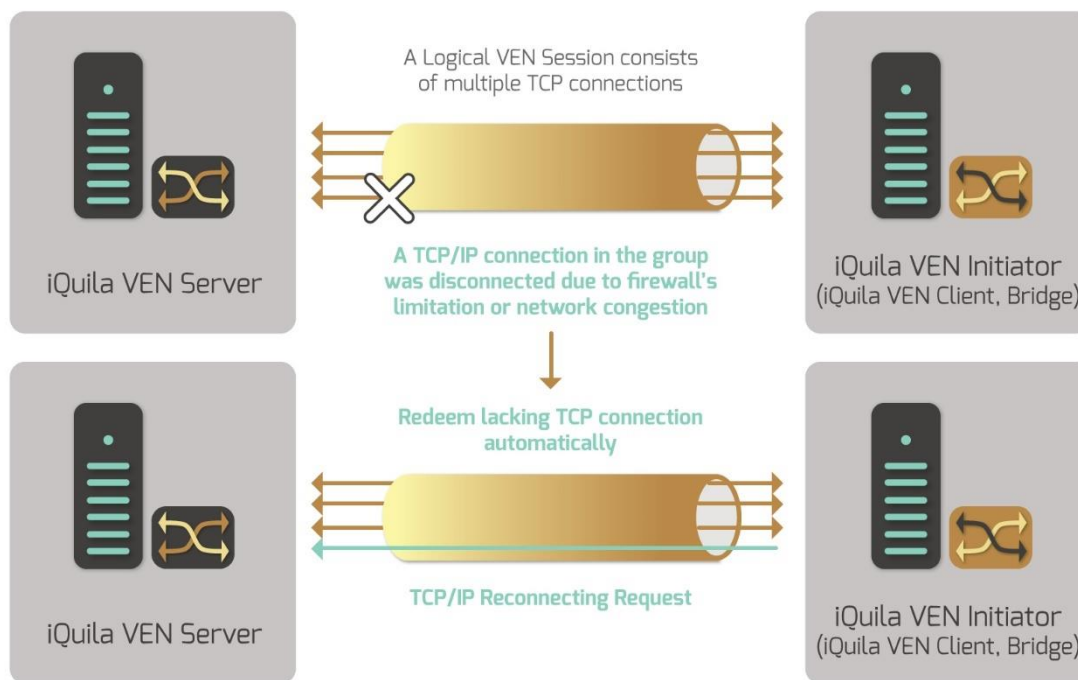 A Logical VEN Session consists
of multiple TCP connections
iQuila VEN Server
A TCP/IP connection in the group
was disconnected due to firewall's
limitation or network congestion
iQuila VEN Initiator
(iQuila VEN Client, Bridge)
Redeem lacking TCP connection
automatically
iQuila VEN Server
TCP/IP Reconnecting Request
iQuila VEN Initiator
(iQuila VEN Client, Bridge)